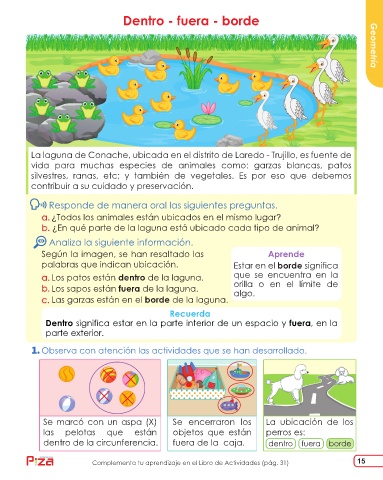 Dentro - fuera - borde
Geometría
La laguna de Conache, ubicada en el distrito de Laredo - Trujillo, es fuente de
vida para muchas especies de animales como: garzas blancas, patos
silvestres, ranas, etc; y también de vegetales. Es por eso que debemos
contribuir a su cuidado y preservación.
Responde de manera oral las siguientes preguntas.
a. ¿Todos los animales están ubicados en el mismo lugar?
b. ¿En qué parte de la laguna está ubicado cada tipo de animal?
Analiza la siguiente información.
Según la imagen, se han resaltado las
palabras que indican ubicación.
a. Los patos están dentro de la laguna.
b. Los sapos están fuera de la laguna.
c. Las garzas están en el borde de la laguna.
Aprende
Estar en el borde significa
que se encuentra en la
orilla o en el límite de
algo.
Recuerda
Dentro significa estar en la parte interior de un espacio y fuera, en la
parte exterior.
1. Observa con atención las actividades que se han desarrollado.
Se marcó con un aspa (X)
las pelotas que están
dentro de la circunferencia.
Se encerraron los
objetos que están
fuera de la caja.
La ubicación de los
perros es:
dentro fuera borde
Piza
Complementa tu aprendizaje en el Libro de Actividades (pág. 31)
15